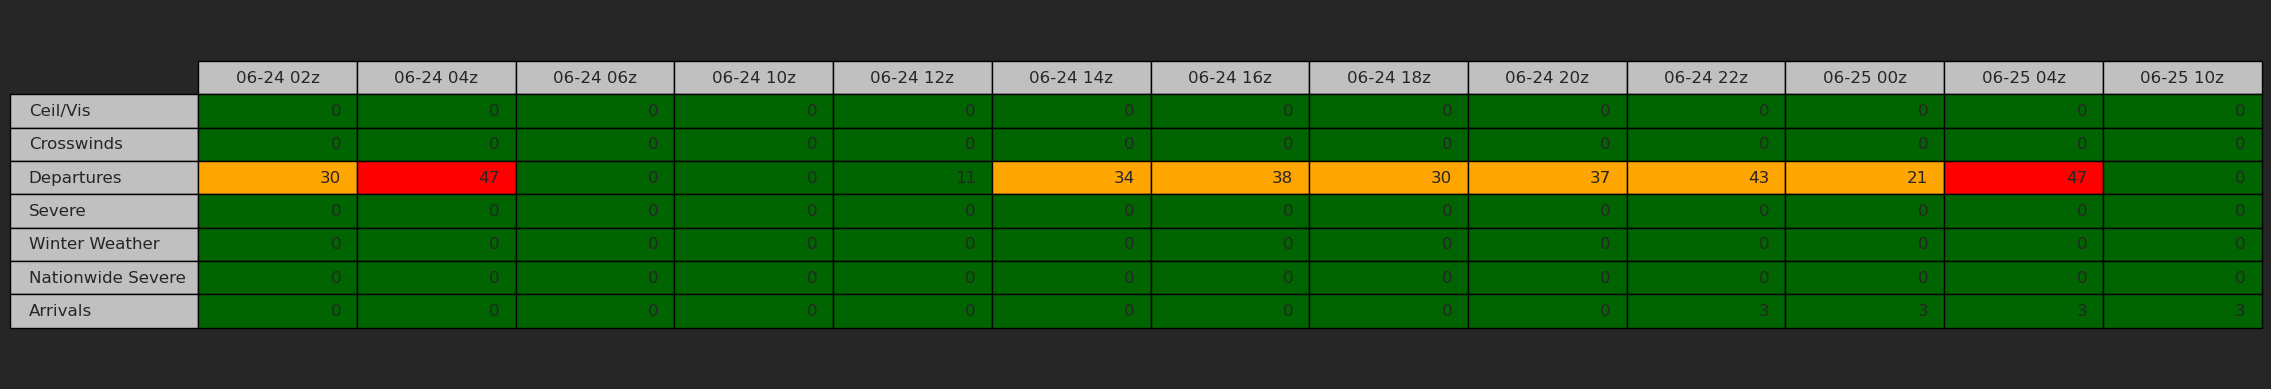 06-24 02z 06-24 04z 06-24 06z 06-24 10z 06-24 12z 06-24 14z 06-24 16z 06-24 18z 06-24 20z 06-24 22z 06-25 00z 06-25 04z 06-25 10z
Ceil/Vis 0 0 0 0 0 0 0 0 0 0 0 0 0
Crosswinds 0 0 0 0 0 0 0 0 0 0 0 0 0
Departures 30 47 0 0 11 34 38 30 37 43 21 47 0
Severe 0 0 0 0 0 0 0 0 0 0 0 0 0
Winter Weather 0 0 0 0 0 0 0 0 0 0 0 0 0
Nationwide Severe 0 0 0 0 0 0 0 0 0 0 0 0 0
Arrivals 0 0 0 0 0 0 0 0 0 3 3 3 3